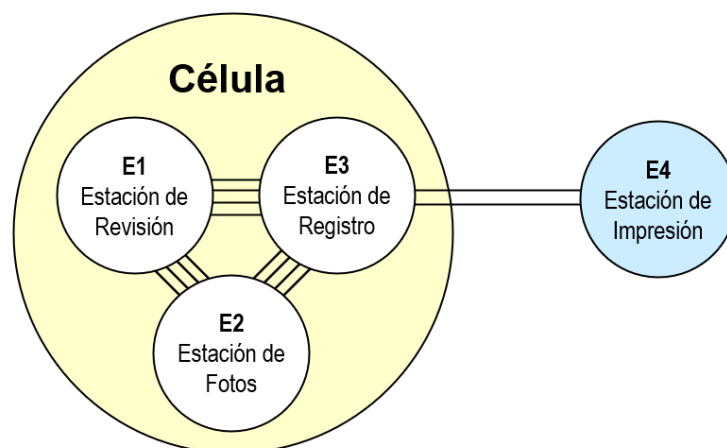 Célula
E1
Estación de
Revisión
E3
Estación de
Registro
E4
Estación de
Impresión
E2
Estación de
Fotos